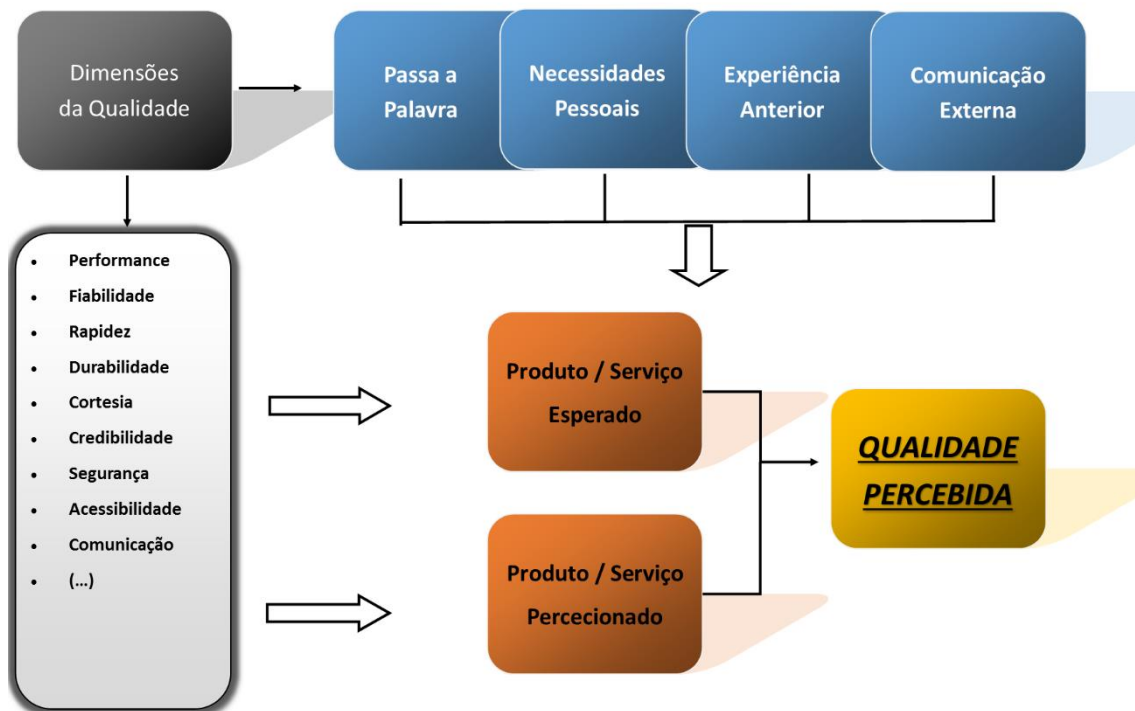 Dimensões
da Qualidade
Passa a
Palavra
Necessidades
Pessoais
Experiência
Anterior
Comunicação
Externa
• Performance
• Fiabilidade
• Rapidez
• Durabilidade
• Cortesia
• Credibilidade
• Segurança
• Acessibilidade
• Comunicação
• (...)
Produto / Serviço
Esperado
Produto / Serviço
Percecionado
QUALIDADE
PERCEBIDA